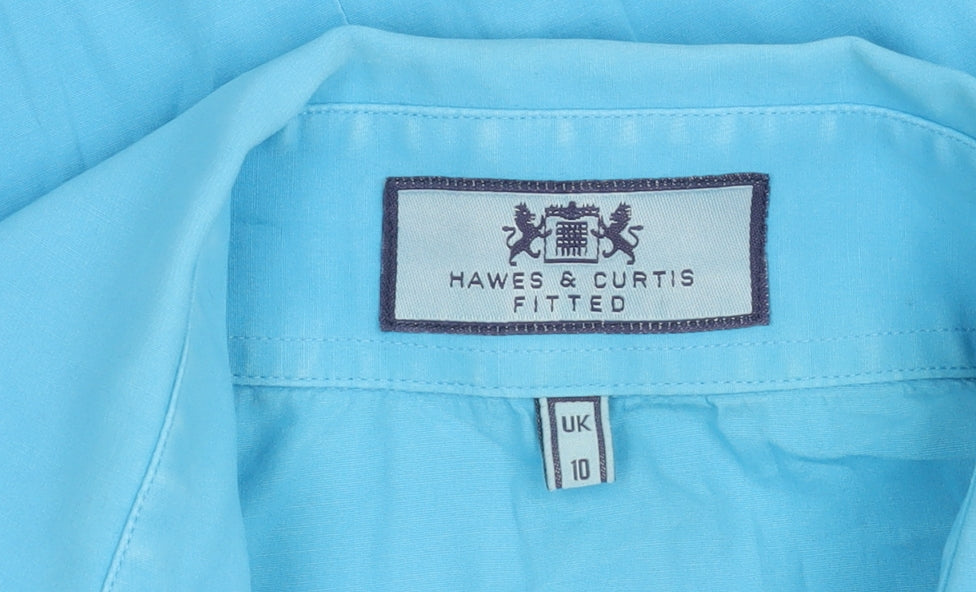 HAWES & CURTIS
FITTED
UK
10